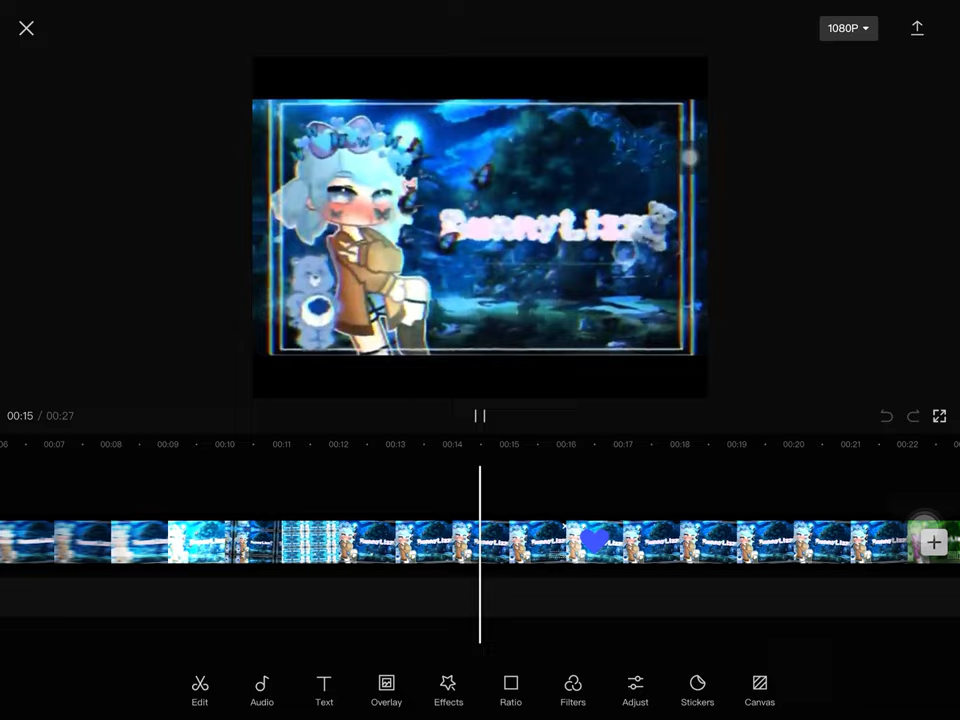 1080P
BunnyLizz
00:15 / 00:27
06 00:07 00:08 00:09 00:10 00:11 00:12 00:13 00:14 00:15 00:16 00:17 00:18 00:19 00:20 00:21 00:22
Edit Audio Text Overlay Effects Ratio Filters Adjust Stickers Canvas